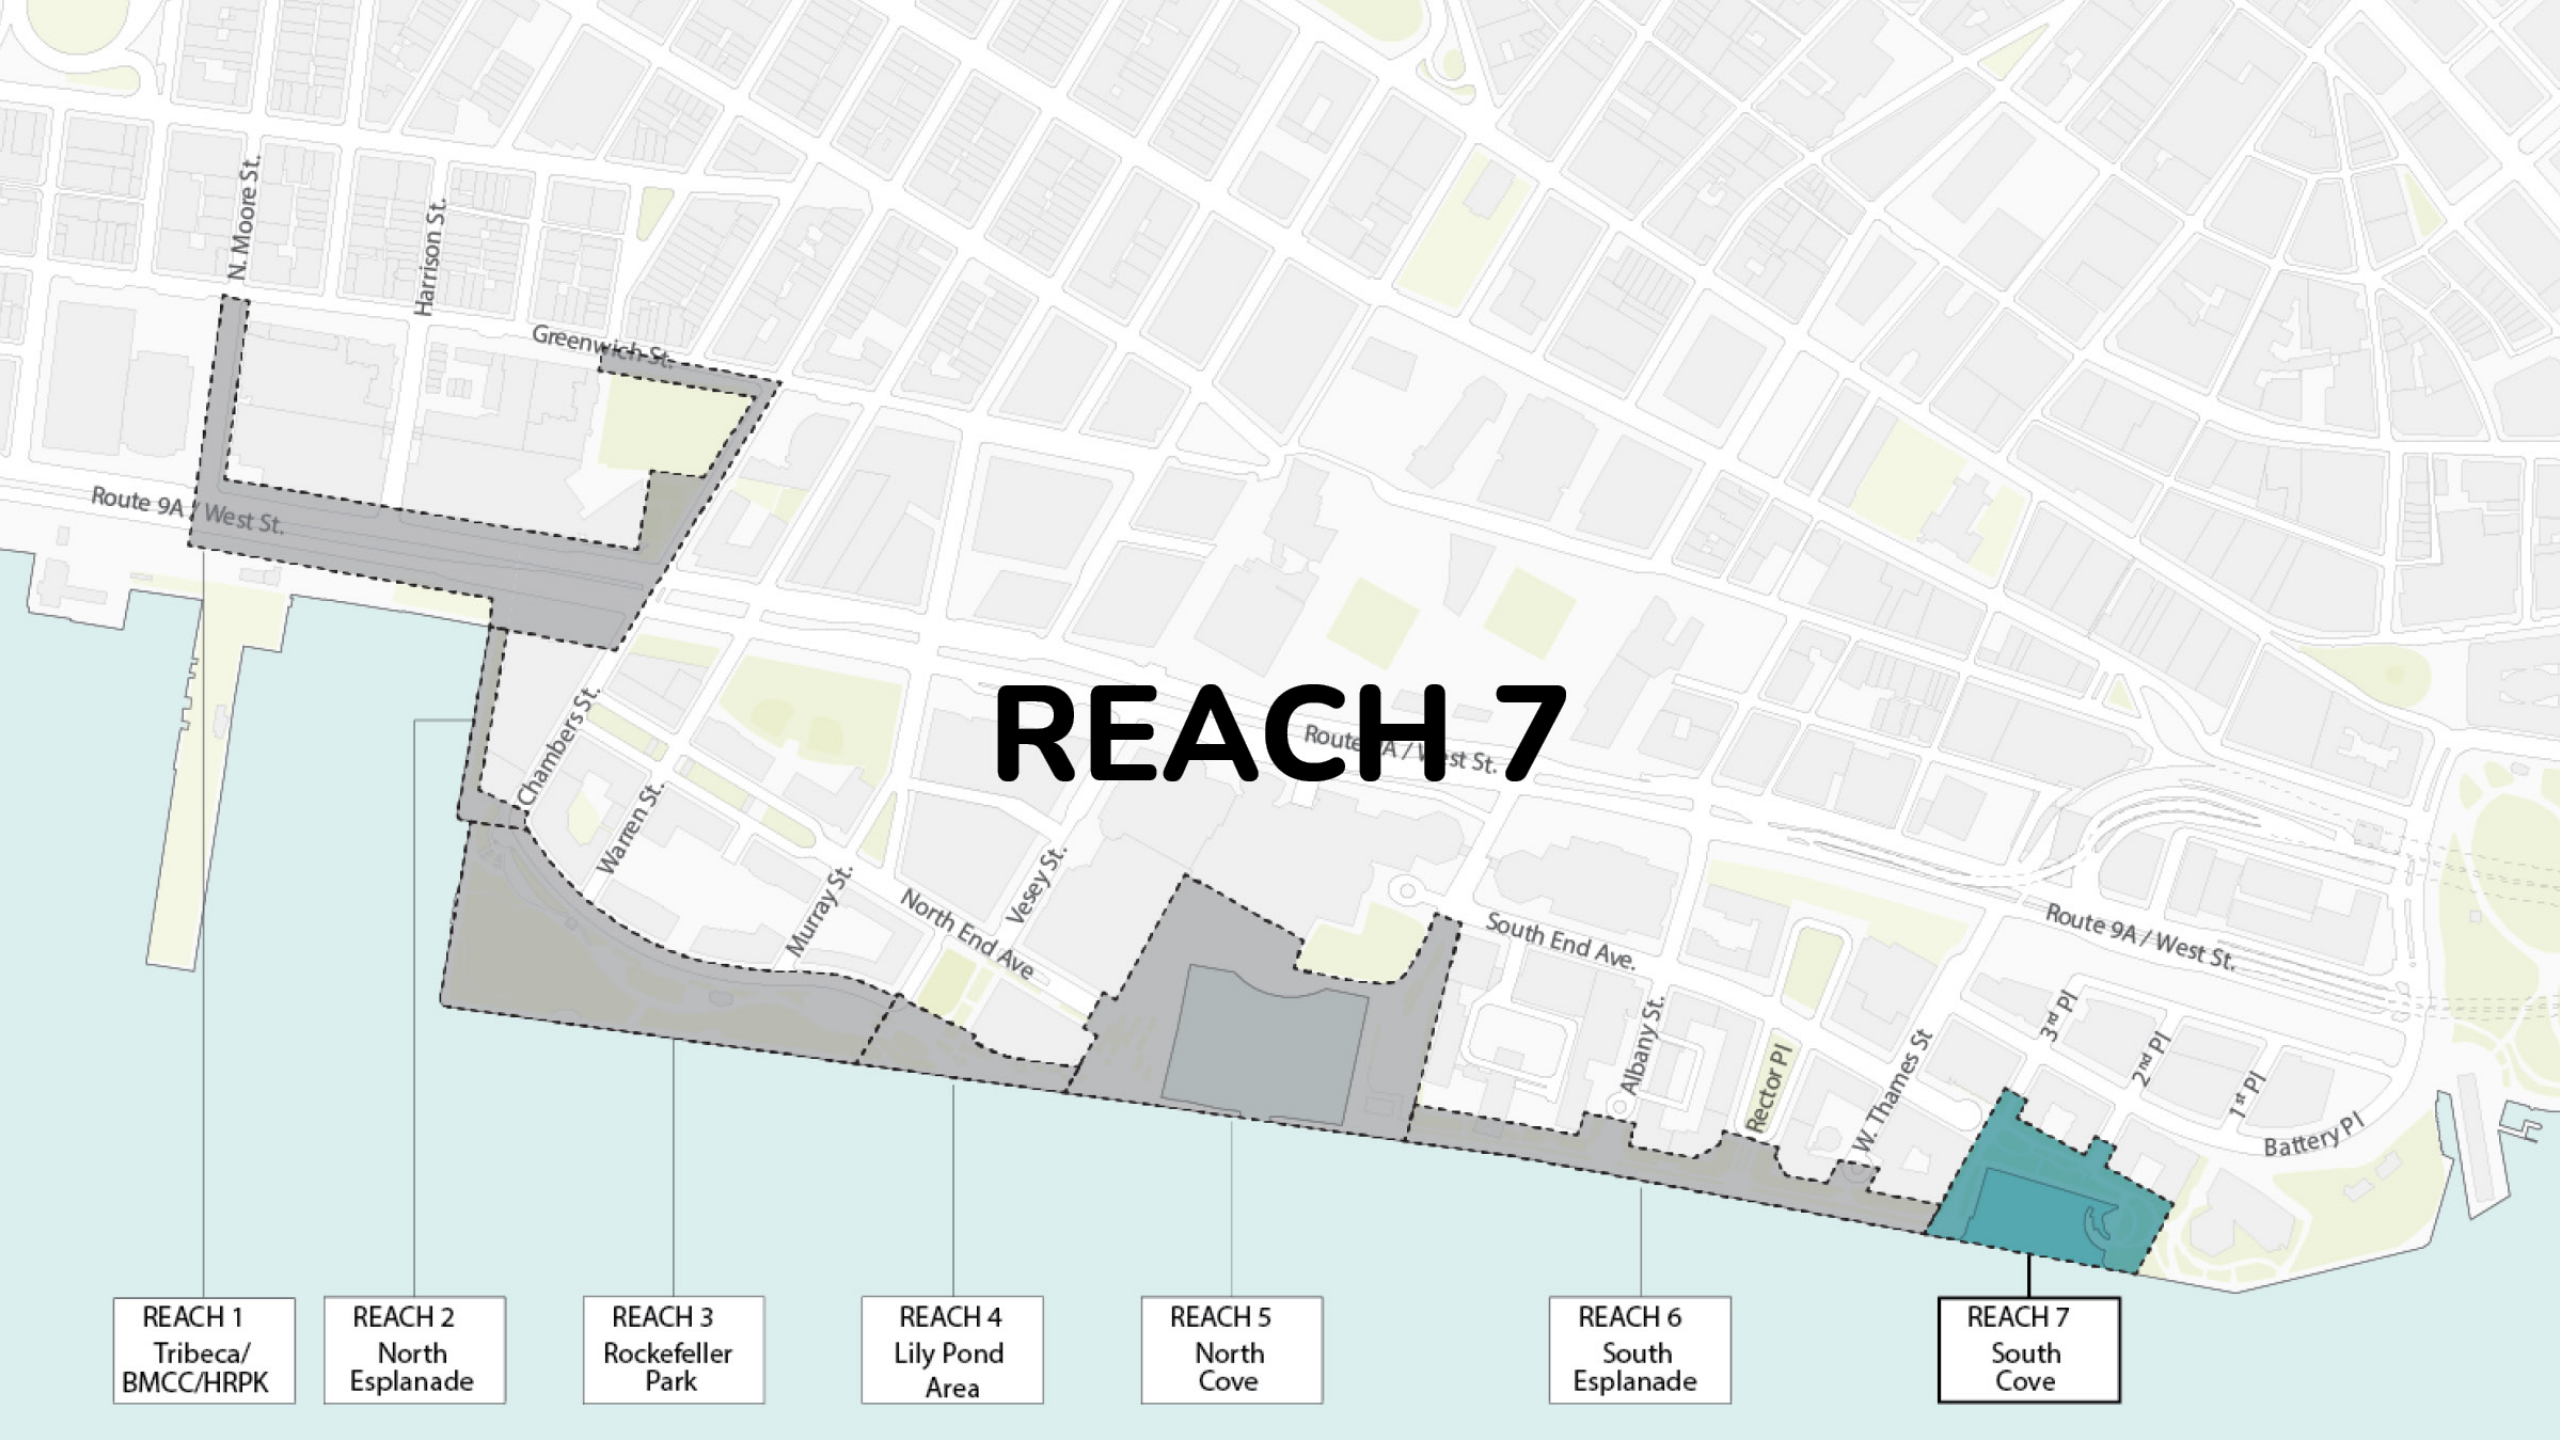 N. Moore St.
Harrison St.
Greenwich St.
Route 9A / West St.
REACH 7
Route 9A / West St.
Chambers St.
Warren St.
Murray St.
Vesey St.
North End Ave
South End Ave.
Albany St.
Rector Pl
W. Thames St
Route 9A / West St.
3rd Pl
2nd Pl
1st Pl
Battery Pl
REACH 1
Tribeca/
BMCC/HRPK
REACH 2
North
Esplanade
REACH 3
Rockefeller
Park
REACH 4
Lily Pond
Area
REACH 5
North
Cove
REACH 6
South
Esplanade
REACH 7
South
Cove